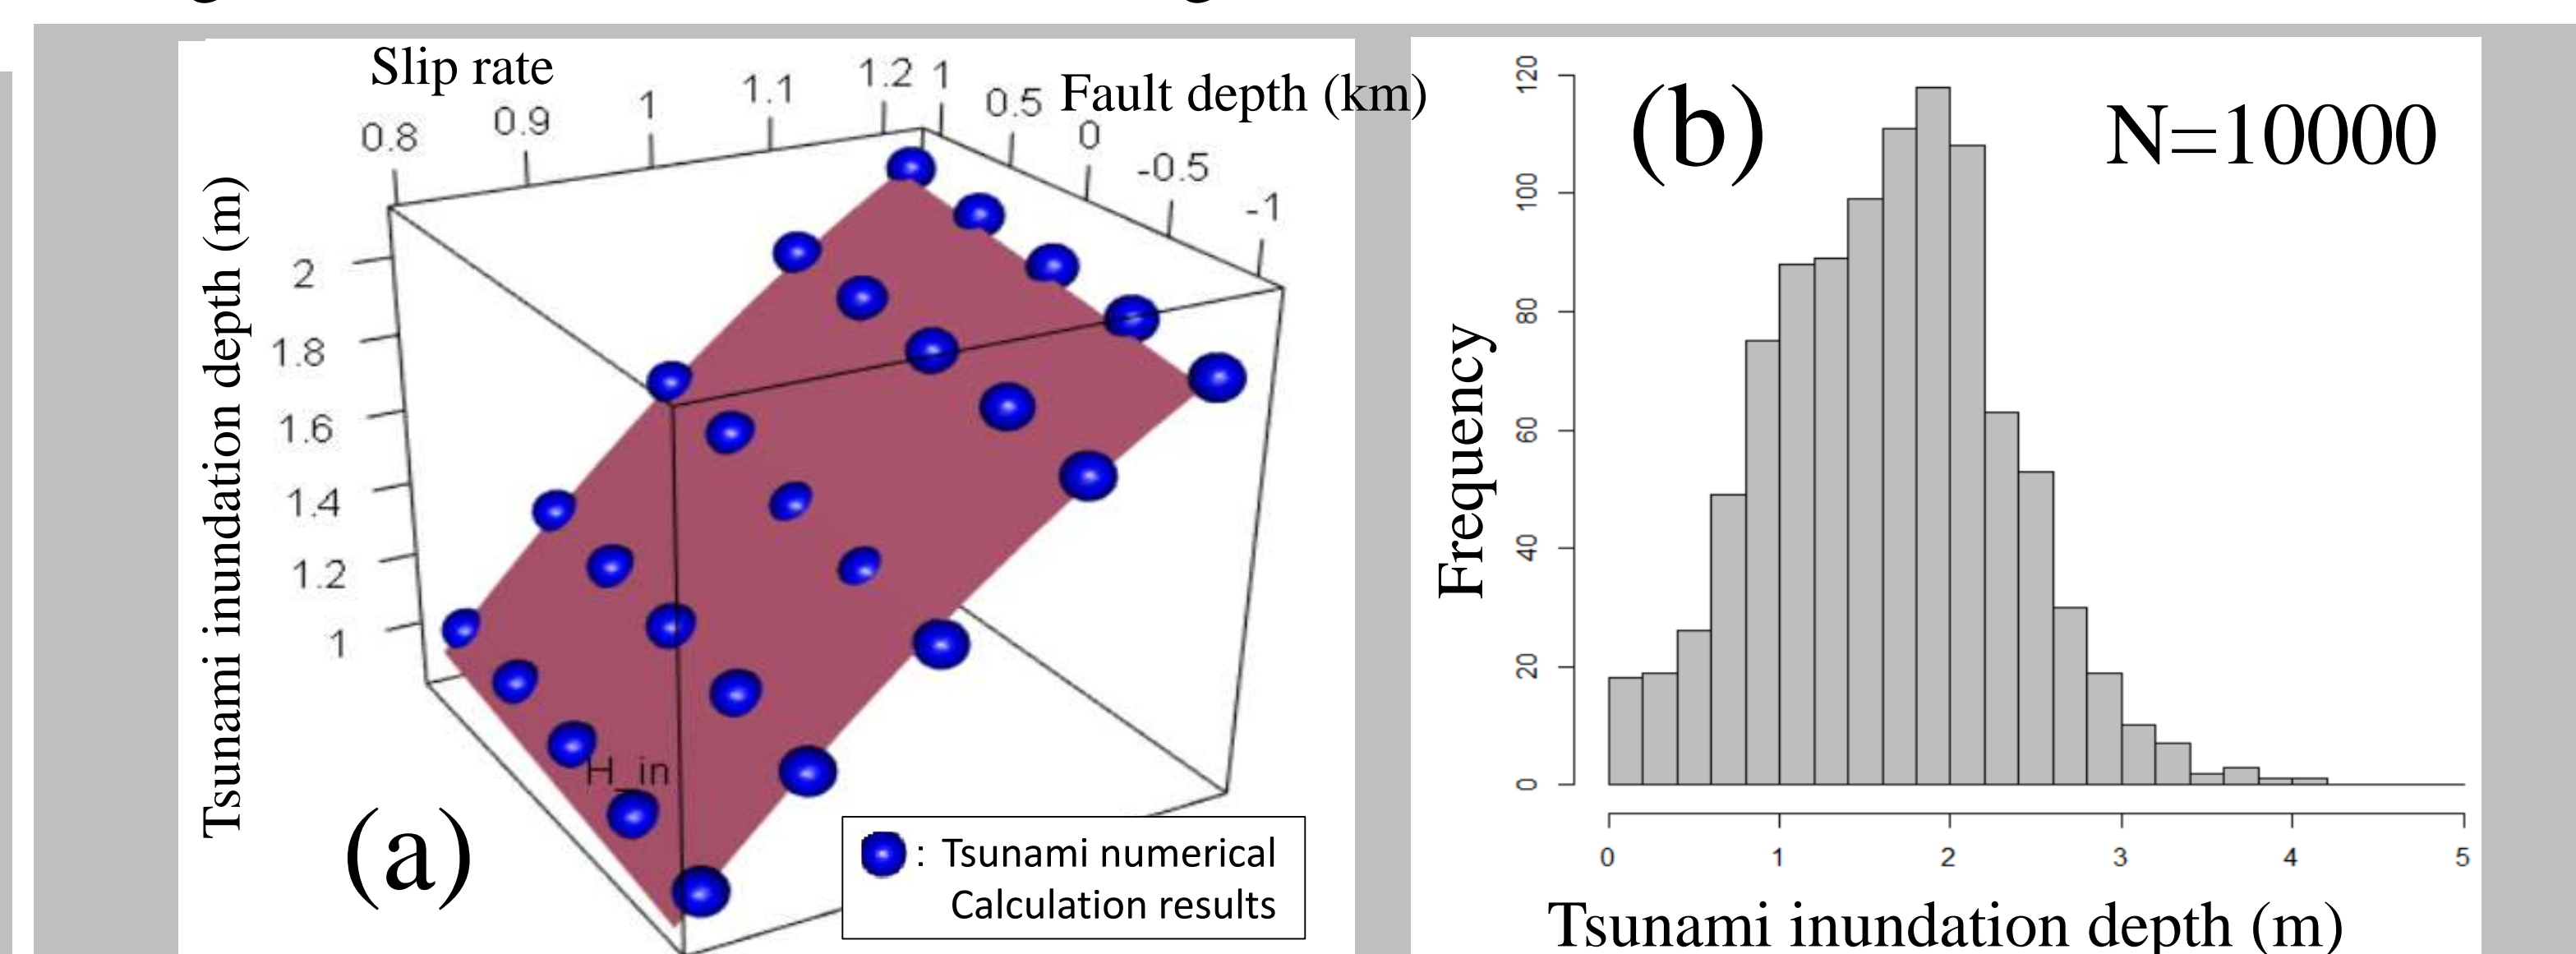 Slip rate
0.8 0.9 1 1.1 1.2
1 0.5 0 -0.5 -1
Fault depth (km)
Tsunami inundation depth (m)
2
1.8
1.6
1.4
1.2
1
H_in
(a)
: Tsunami numerical
Calculation results
(b)
N=10000
Frequency
120
100
80
60
40
20
0
0 1 2 3 4 5
Tsunami inundation depth (m)